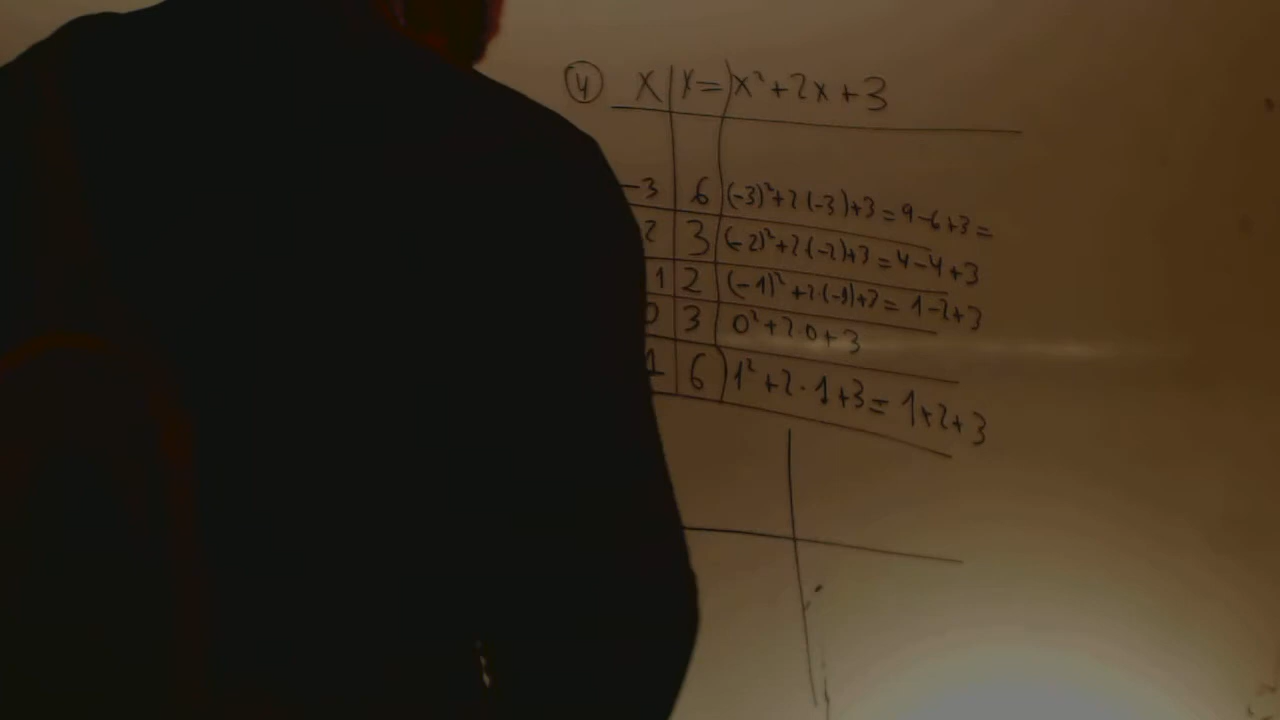 4 X Y= x²+2x+3
-3 6 (-3)²+2(-3)+3=9-6+3=
2 3 (-2)²+2(-2)+3=4-4+3
1 2 (-1)²+2·(-1)+3=1-2+3
0 3 0²+2·0+3
1 6 1²+2·1+3=1+2+3